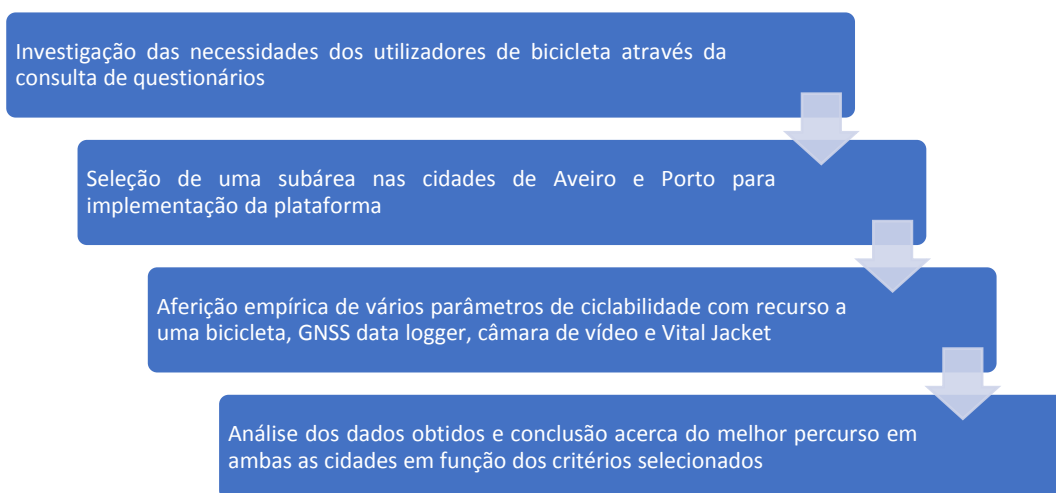 Investigação das necessidades dos utilizadores de bicicleta através da
consulta de questionários
Seleção de uma subárea nas cidades de Aveiro e Porto para
implementação da plataforma
Aferição empírica de vários parâmetros de ciclabilidade com recurso a
uma bicicleta, GNSS data logger, câmara de vídeo e Vital Jacket
Análise dos dados obtidos e conclusão acerca do melhor percurso em
ambas as cidades em função dos critérios selecionados